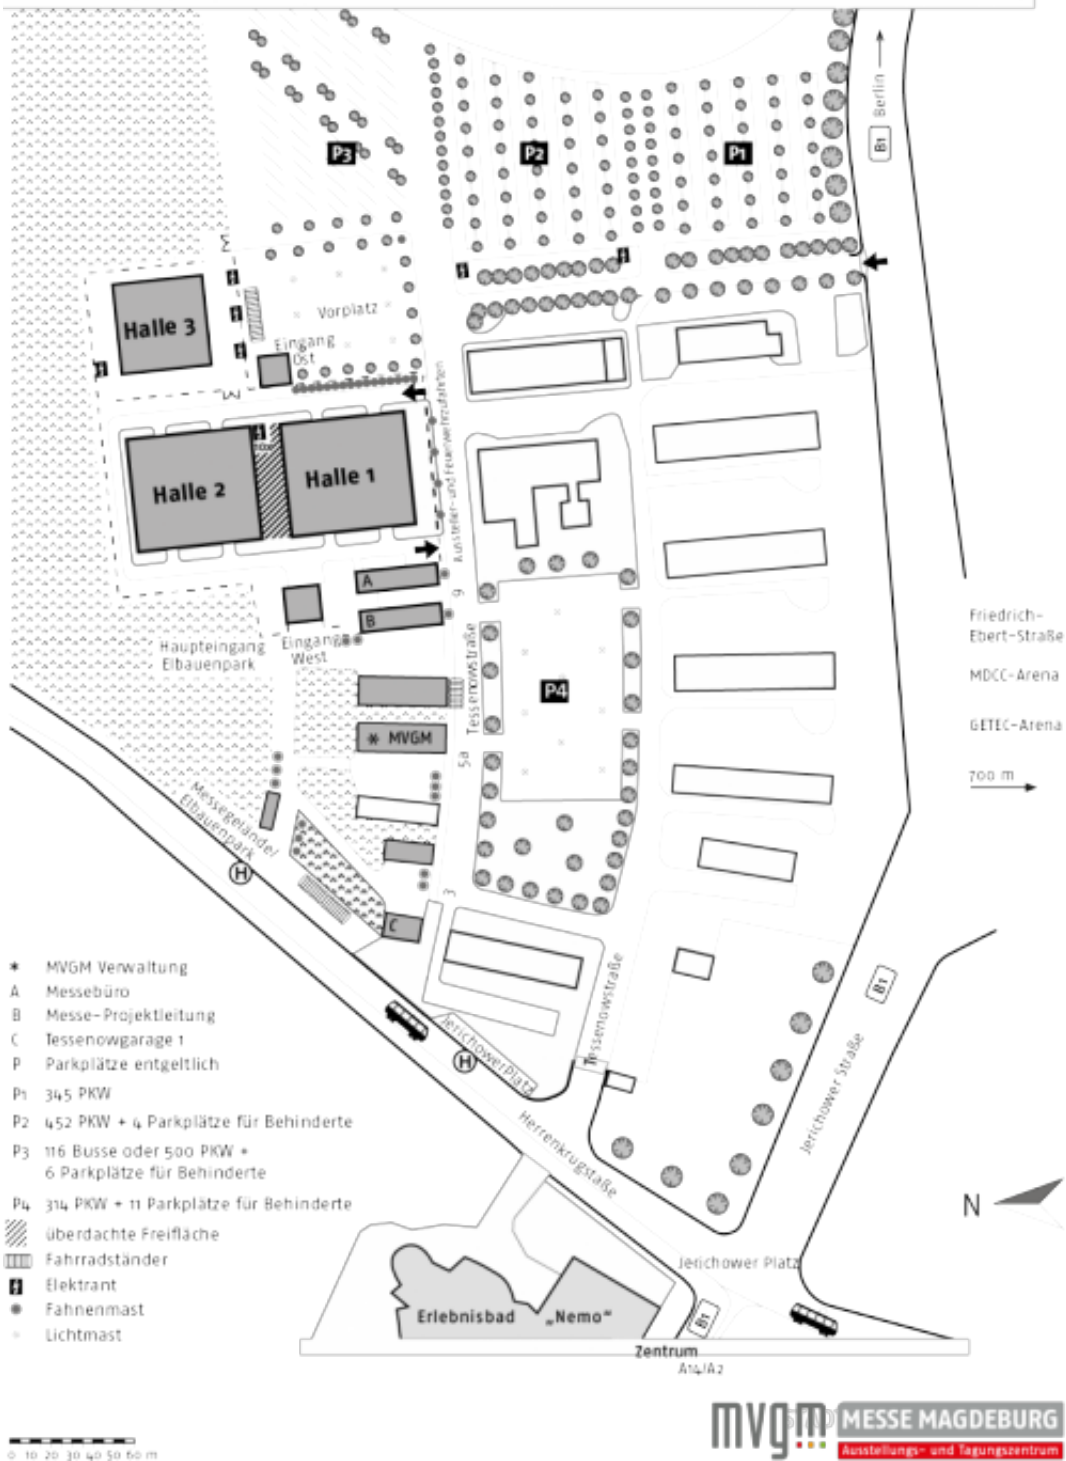 P3
P2
P1
B1
Berlin
Halle 3
Vorplatz
Eingang
Ost
Halle 2
Halle 1
Aussteller- und Feuerwehrzufahrten
A
B
9
Haupteingang
Elbauenpark
Eingang
West
Tessenowstraße
P4
* MVGM
5a
Friedrich-
Ebert-Straße
MDCC-Arena
GETEC-Arena
700 m
Messegelände/
Elbauenpark
H
3
C
* MVGM Verwaltung
A Messebüro
B Messe-Projektleitung
C Tessenowgarage 1
P Parkplätze entgeltlich
P1 345 PKW
P2 452 PKW + 4 Parkplätze für Behinderte
P3 116 Busse oder 500 PKW +
6 Parkplätze für Behinderte
P4 314 PKW + 11 Parkplätze für Behinderte
überdachte Freifläche
Fahrradständer
Elektrant
Fahnenmast
Lichtmast
Jerichower Platz
H
Tessenowstraße
B1
Jerichower Straße
Herrenkrugstraße
N
Jerichower Platz
Erlebnisbad „Nemo“
B1
Zentrum
A14/A2
mvgm
MESSE MAGDEBURG
Ausstellungs- und Tagungszentrum
0 10 20 30 40 50 60 m